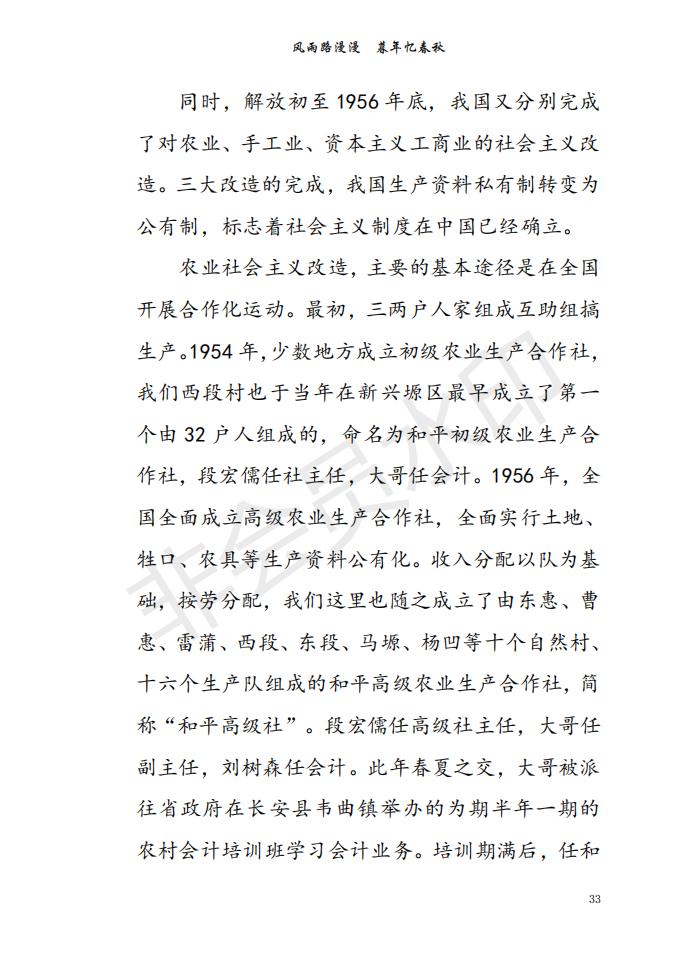 风雨路漫漫　暮年忆春秋
同时，解放初至1956年底，我国又分别完成
了对农业、手工业、资本主义工商业的社会主义改
造。三大改造的完成，我国生产资料私有制转变为
公有制，标志着社会主义制度在中国已经确立。
农业社会主义改造，主要的基本途径是在全国
开展合作化运动。最初，三两户人家组成互助组搞
生产。1954年，少数地方成立初级农业生产合作社，
我们西段村也于当年在新兴塬区最早成立了第一
个由32户人组成的，命名为和平初级农业生产合
作社，段宏儒任社主任，大哥任会计。1956年，全
国全面成立高级农业生产合作社，全面实行土地、
牲口、农具等生产资料公有化。收入分配以队为基
础，按劳分配，我们这里也随之成立了由东惠、曹
惠、雷蒲、西段、东段、马塬、杨凹等十个自然村、
十六个生产队组成的和平高级农业生产合作社，简
称“和平高级社”。段宏儒任高级社主任，大哥任
副主任，刘树森任会计。此年春夏之交，大哥被派
往省政府在长安县韦曲镇举办的为期半年一期的
农村会计培训班学习会计业务。培训期满后，任和
33
非会员水印